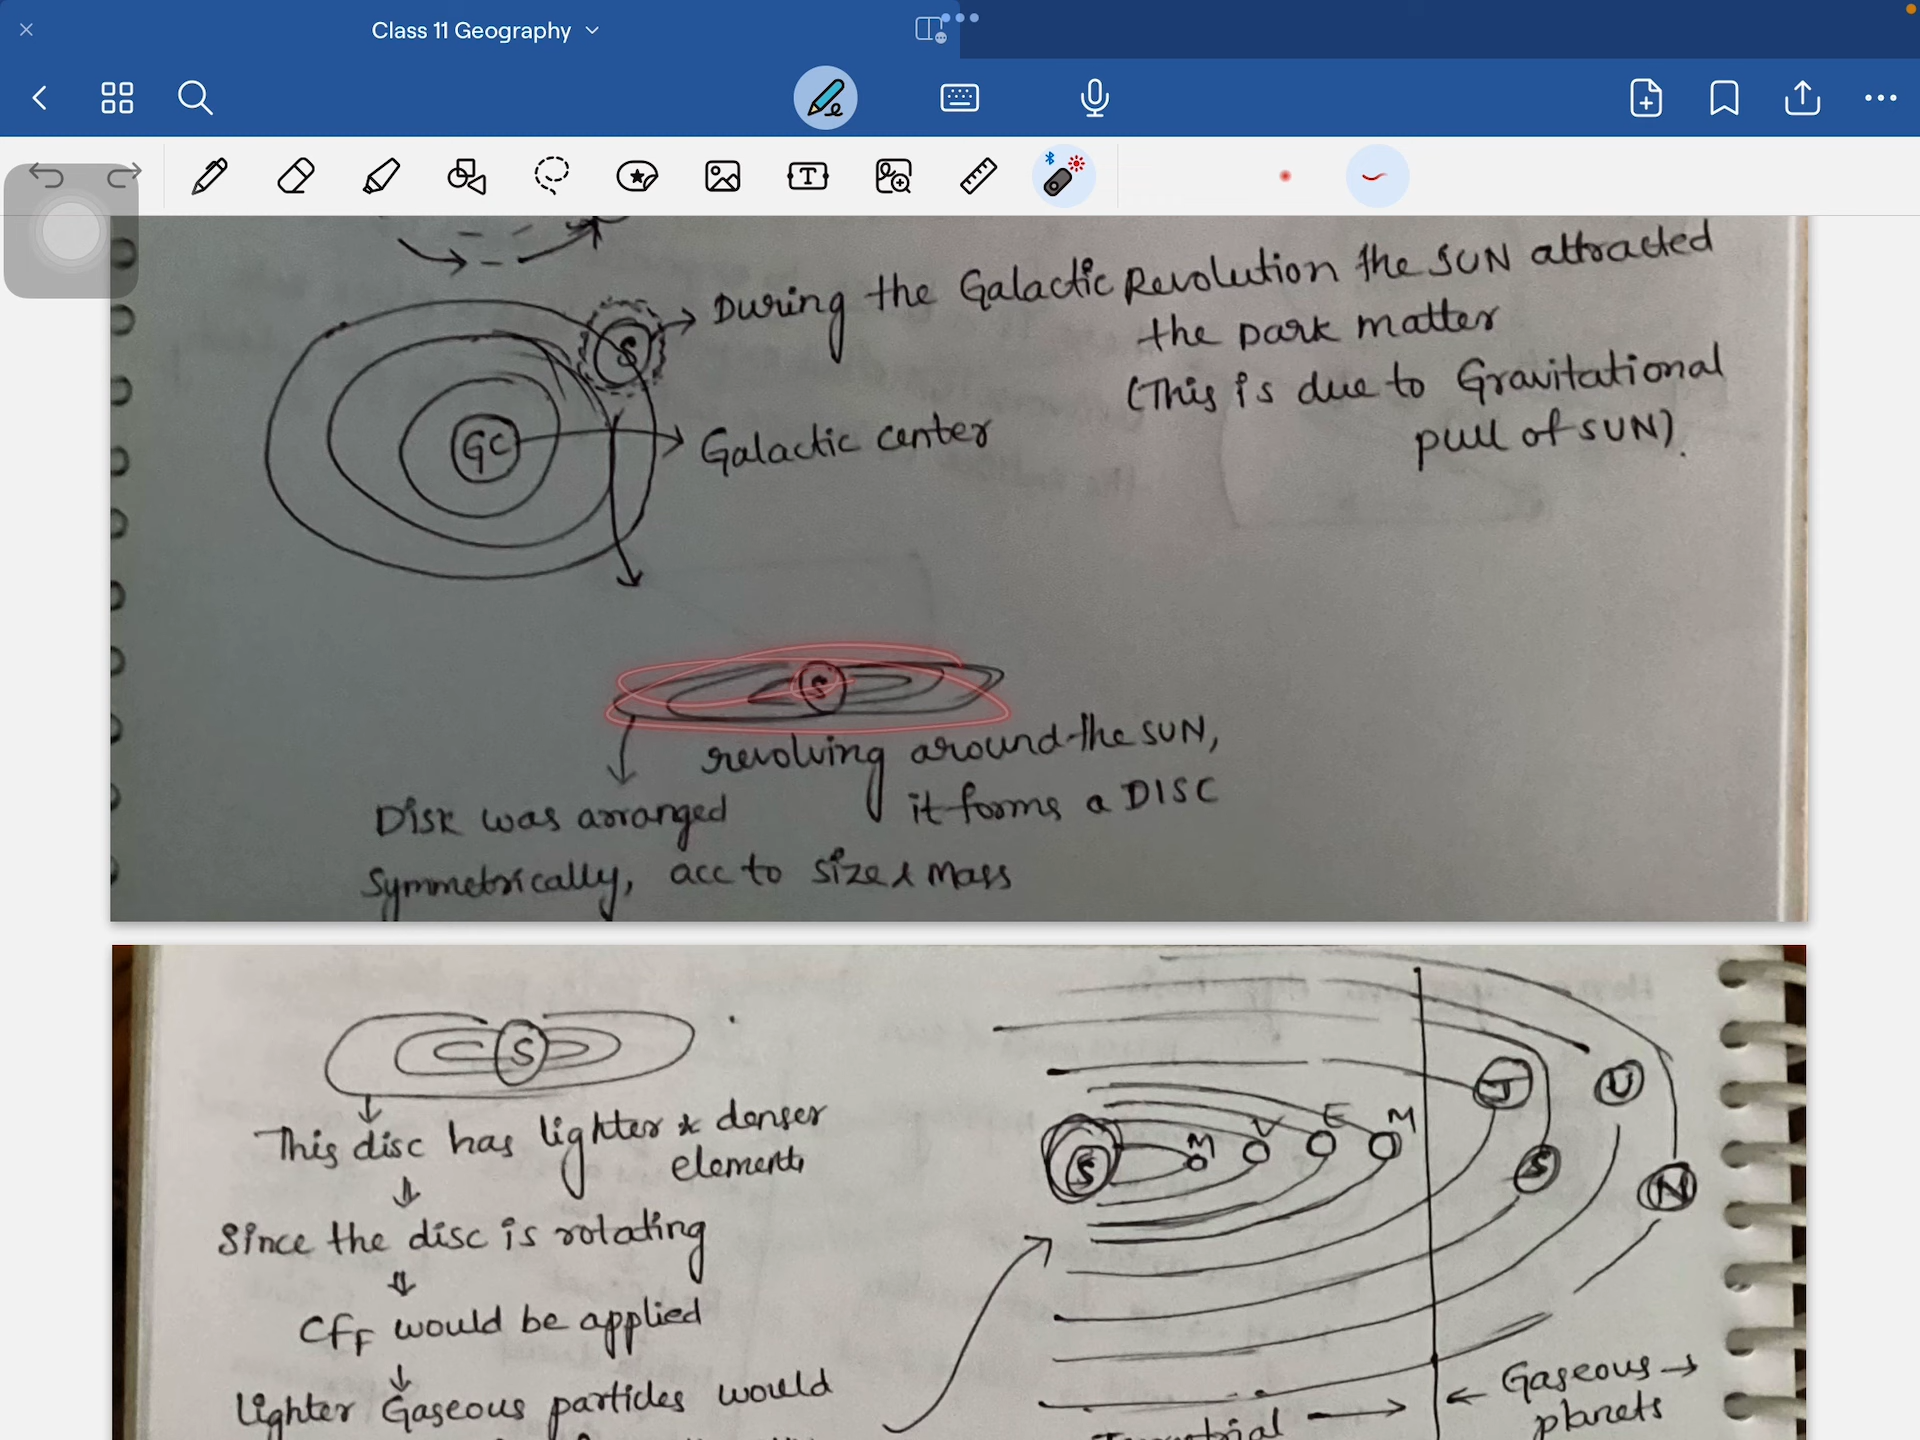 Class 11 Geography
T
During the Galactic Revolution the SUN attracted
the Dark matter
(This is due to Gravitational
pull of SUN).
S
GC
Galactic center
S
revolving around the SUN,
it forms a DISC
Disk was arranged
symmetrically, acc to size & Mass
S
This disc has lighter & denser
elements
Since the disc is rotating
CfF would be applied
Lighter Gaseous particles would
S
M
V
E
M
J
S
U
N
Gaseous
planets